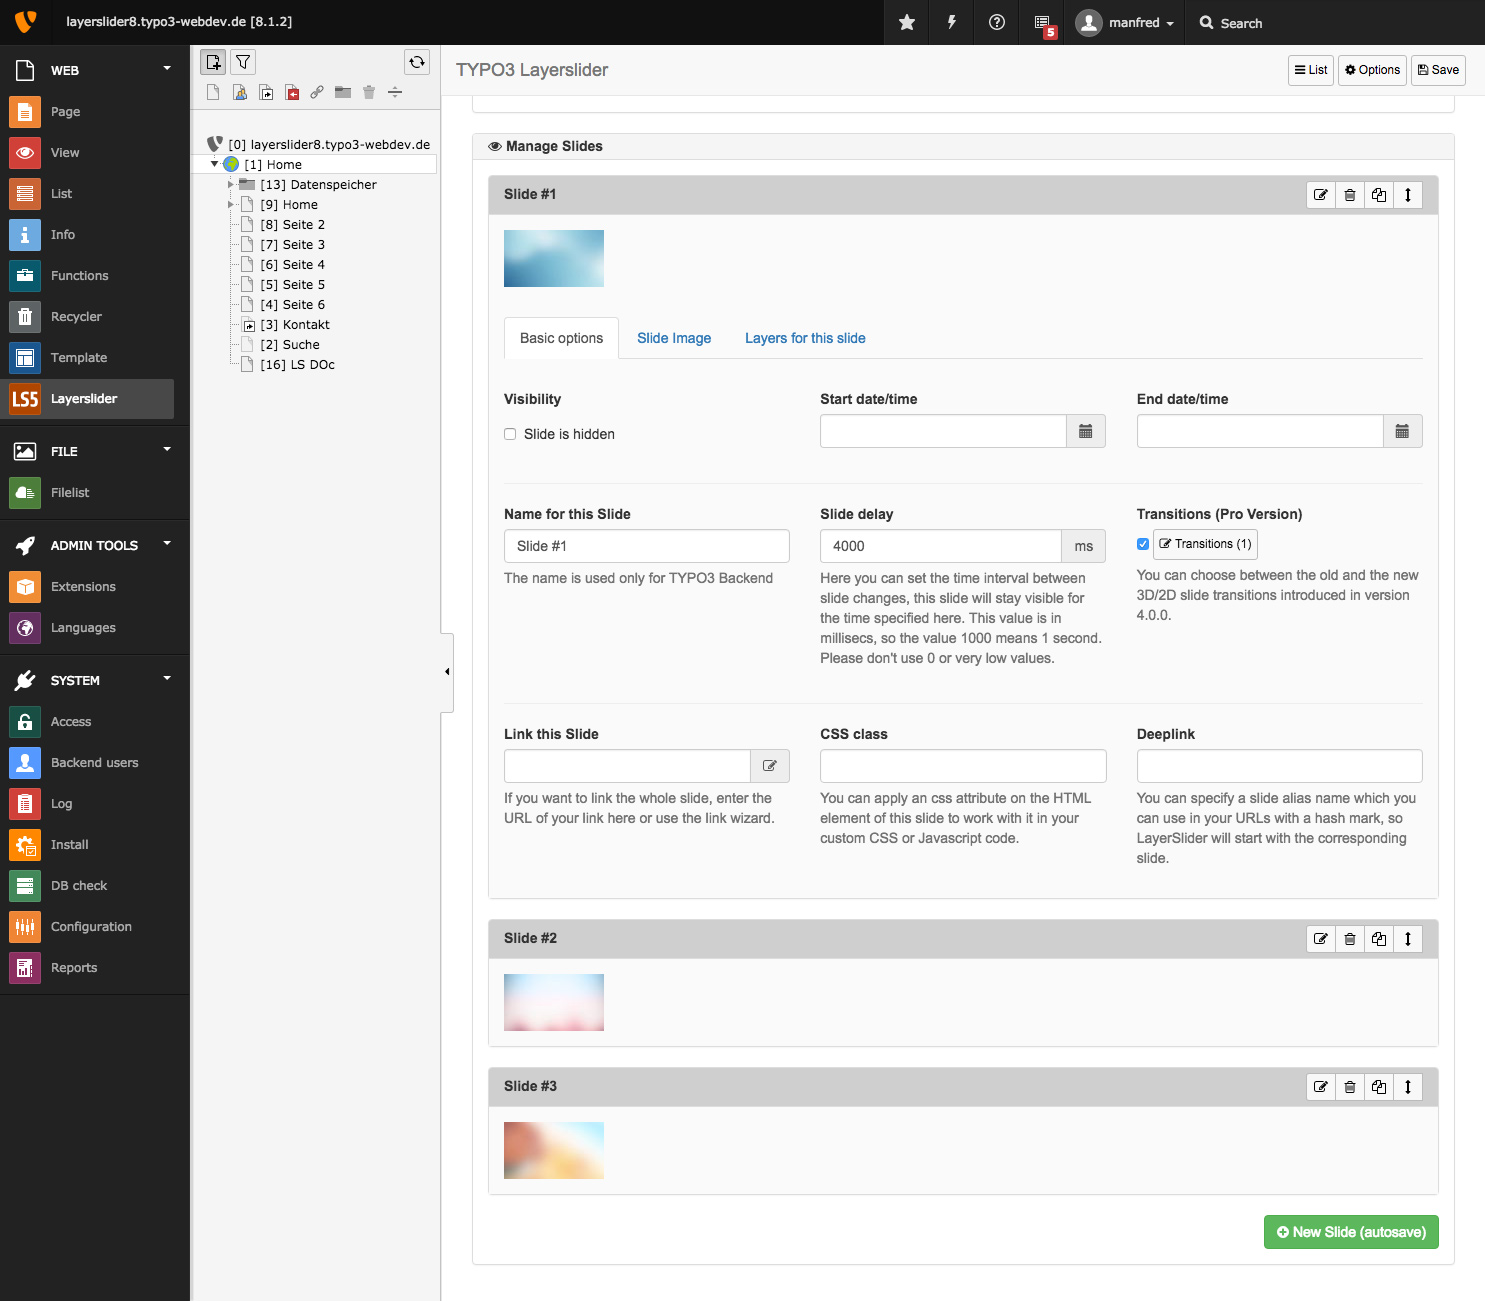 layerslider8.typo3-webdev.de [8.1.2]
5
manfred
Search
WEB
Page
View
List
Info
Functions
Recycler
Template
LS5 Layerslider
FILE
Filelist
ADMIN TOOLS
Extensions
Languages
SYSTEM
Access
Backend users
Log
Install
DB check
Configuration
Reports
[0] layerslider8.typo3-webdev.de
[1] Home
[13] Datenspeicher
[9] Home
[8] Seite 2
[7] Seite 3
[6] Seite 4
[5] Seite 5
[4] Seite 6
[3] Kontakt
[2] Suche
[16] LS DOc
TYPO3 Layerslider
List
Options
Save
Manage Slides
Slide #1
Basic options
Slide Image
Layers for this slide
Visibility
Slide is hidden
Start date/time
End date/time
Name for this Slide
Slide #1
The name is used only for TYPO3 Backend
Slide delay
4000
ms
Here you can set the time interval between
slide changes, this slide will stay visible for
the time specified here. This value is in
millisecs, so the value 1000 means 1 second.
Please don't use 0 or very low values.
Transitions (Pro Version)
Transitions (1)
You can choose between the old and the new
3D/2D slide transitions introduced in version
4.0.0.
Link this Slide
If you want to link the whole slide, enter the
URL of your link here or use the link wizard.
CSS class
You can apply an css attribute on the HTML
element of this slide to work with it in your
custom CSS or Javascript code.
Deeplink
You can specify a slide alias name which you
can use in your URLs with a hash mark, so
LayerSlider will start with the corresponding
slide.
Slide #2
Slide #3
New Slide (autosave)